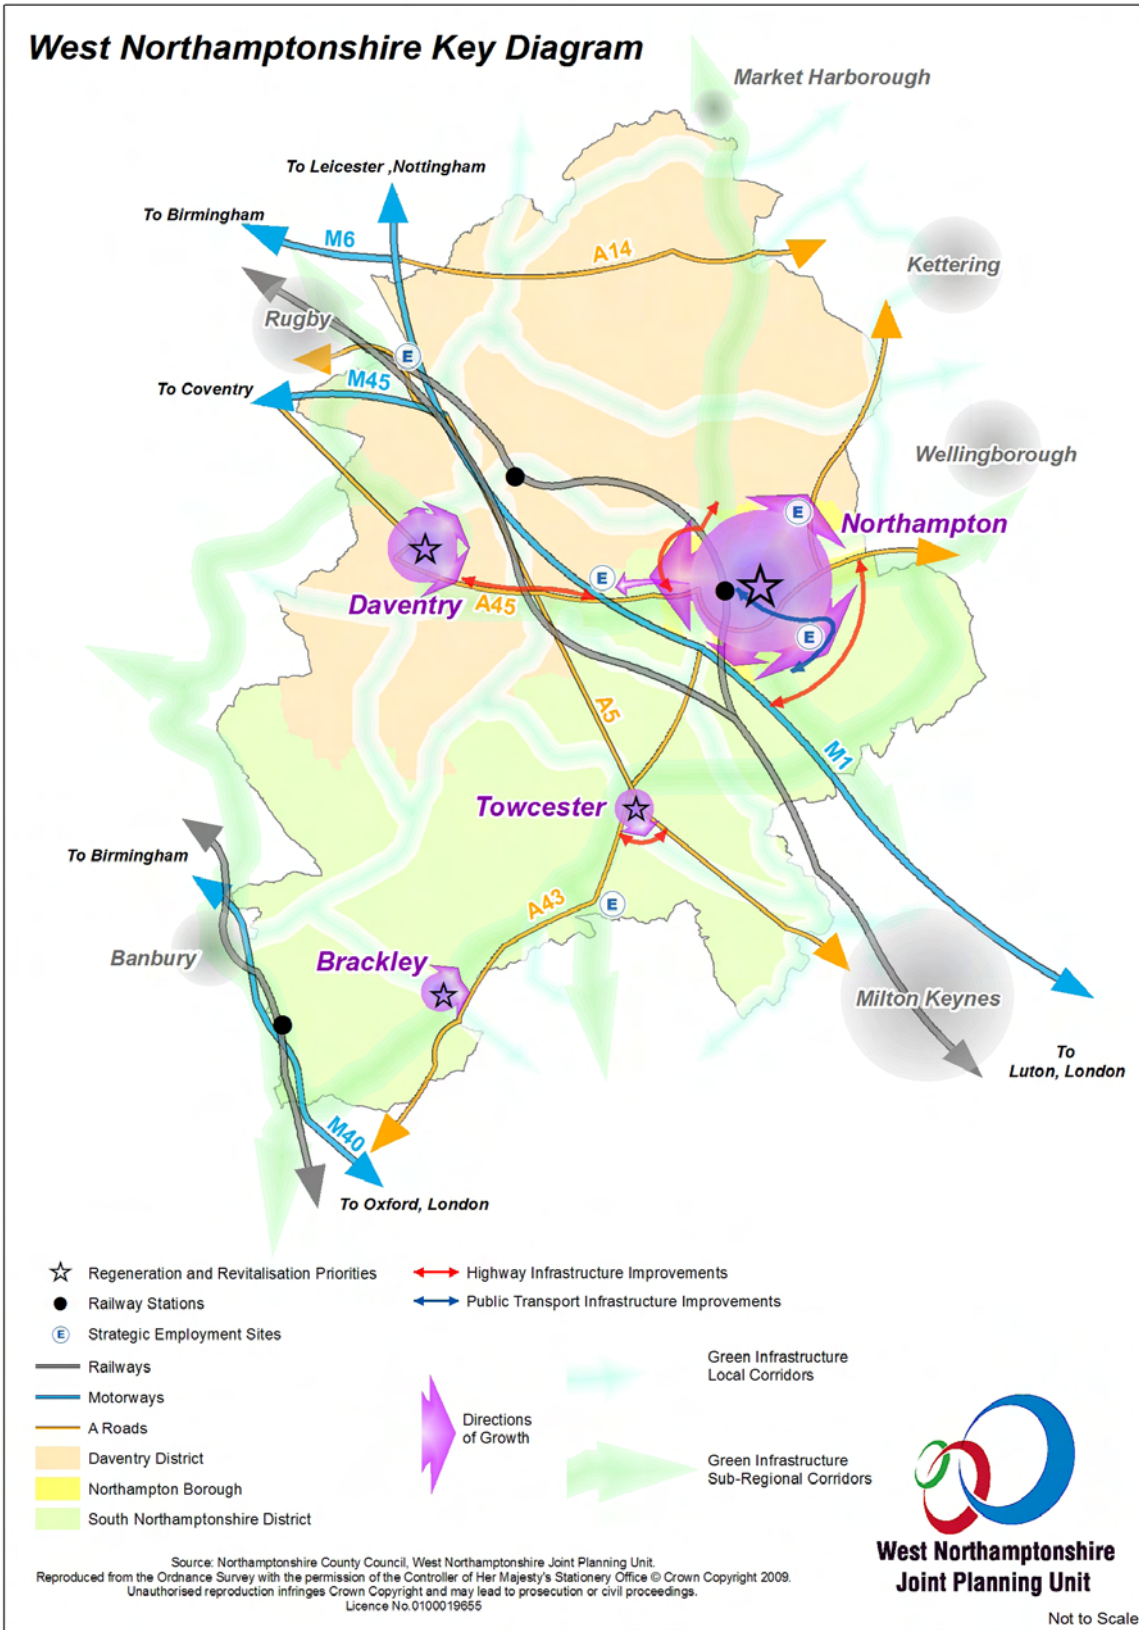 West Northamptonshire Key Diagram
Market Harborough
To Leicester ,Nottingham
To Birmingham
M6
A14
Kettering
Rugby
E
M45
To Coventry
Wellingborough
E
Northampton
E
Daventry
A45
E
A5
M1
Towcester
To Birmingham
A43
E
Banbury
Brackley
Milton Keynes
To
Luton, London
M40
To Oxford, London
Regeneration and Revitalisation Priorities
Railway Stations
E
Strategic Employment Sites
Railways
Motorways
A Roads
Daventry District
Northampton Borough
South Northamptonshire District
Highway Infrastructure Improvements
Public Transport Infrastructure Improvements
Directions
of Growth
Green Infrastructure
Local Corridors
Green Infrastructure
Sub-Regional Corridors
West Northamptonshire
Joint Planning Unit
Source: Northamptonshire County Council, West Northamptonshire Joint Planning Unit.
Reproduced from the Ordnance Survey with the permission of the Controller of Her Majesty's Stationery Office © Crown Copyright 2009.
Unauthorised reproduction infringes Crown Copyright and may lead to prosecution or civil proceedings.
Licence No.0100019655
Not to Scale